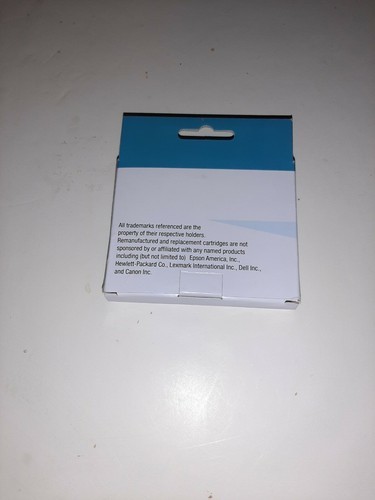 All trademarks referenced are the
property of their respective holders.
Remanufactured and replacement cartridges are not
sponsored by or affiliated with any named products
including (but not limited to) Epson America, Inc.,
Hewlett-Packard Co., Lexmark International Inc., Dell Inc.,
and Canon Inc.